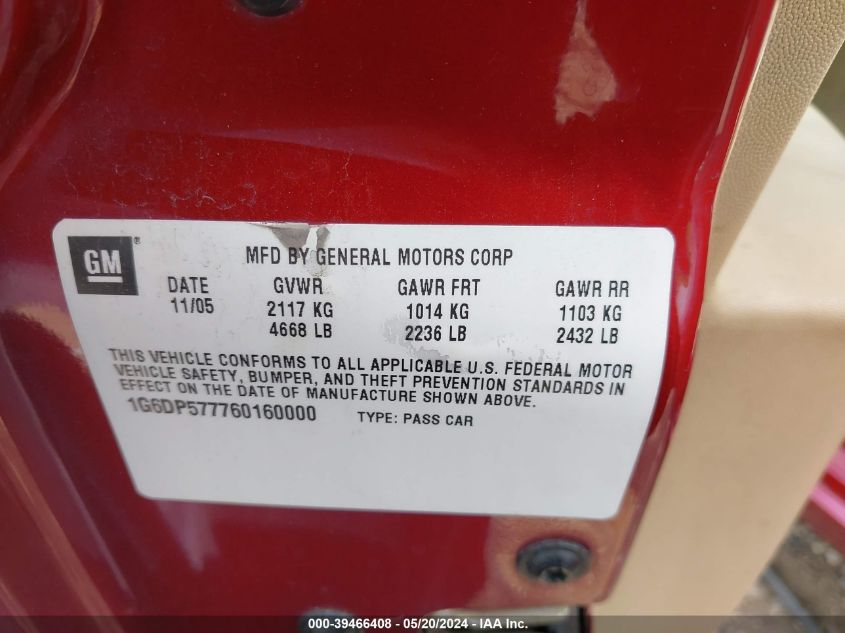 GM ®
MFD BY GENERAL MOTORS CORP
DATE GVWR GAWR FRT GAWR RR
11/05 2117 KG 1014 KG 1103 KG
4668 LB 2236 LB 2432 LB
THIS VEHICLE CONFORMS TO ALL APPLICABLE U.S. FEDERAL MOTOR
VEHICLE SAFETY, BUMPER, AND THEFT PREVENTION STANDARDS IN
EFFECT ON THE DATE OF MANUFACTURE SHOWN ABOVE.
1G6DP577760160000 TYPE: PASS CAR
000-39466408 - 05/20/2024 - IAA Inc.